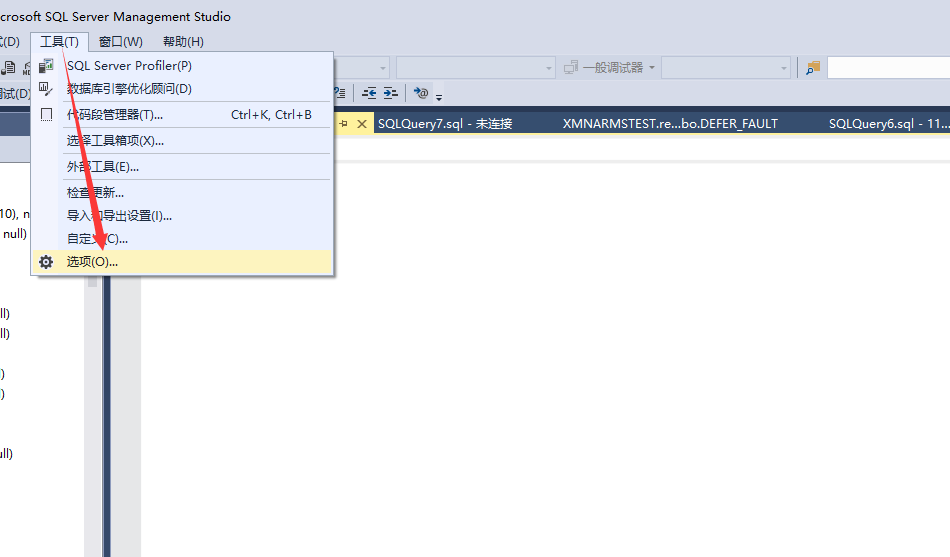 crosoft SQL Server Management Studio
式(D) 工具(T) 窗口(W) 帮助(H)
SQL Server Profiler(P)
一般调试器
数据库引擎优化顾问(D)
调试(D)
代码段管理器(T)... Ctrl+K, Ctrl+B
SQLQuery7.sql - 未连接 XMNARMSTEST.re...bo.DEFER_FAULT SQLQuery6.sql - 11...
选择工具箱项(X)...
外部工具(E)...
检查更新...
10), n
导入和导出设置(I)...
null)
自定义(C)...
选项(O)...
ll)
ll)
)
)
ull)